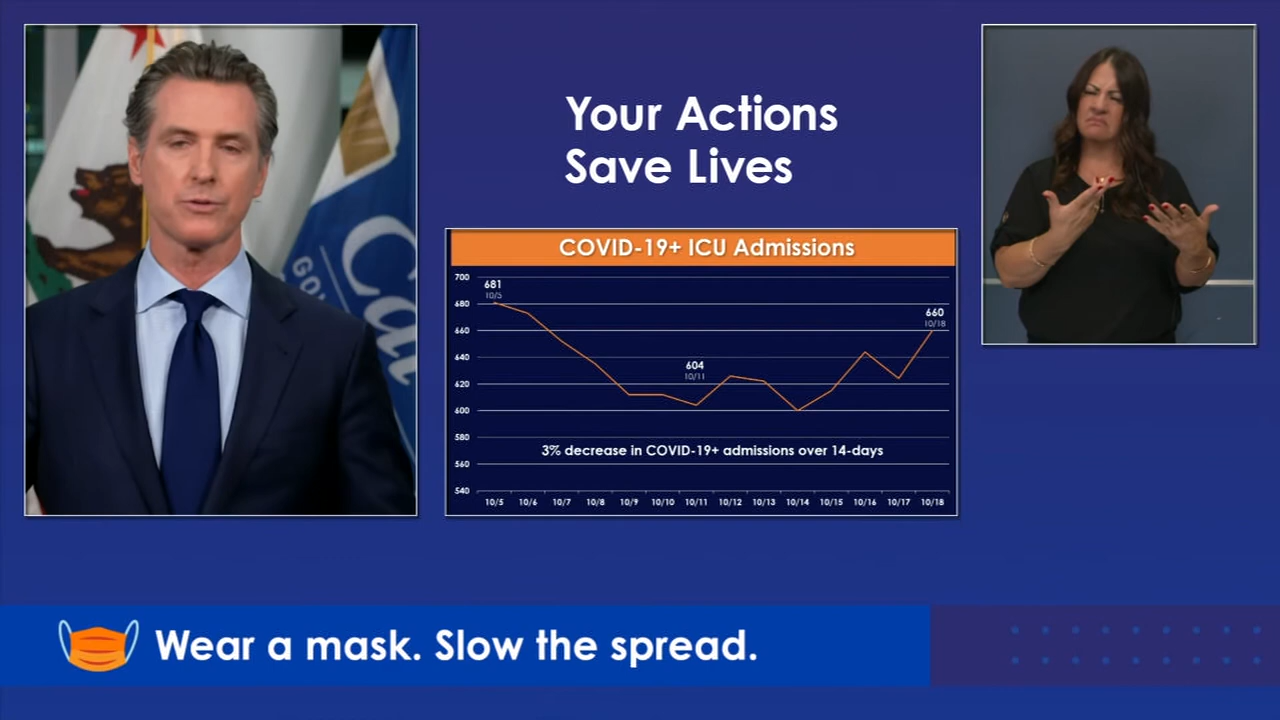 Your Actions
Save Lives
COVID-19+ ICU Admissions
700
680
660
640
620
600
580
560
540
681
10/5
604
10/11
660
10/18
3% decrease in COVID-19+ admissions over 14-days
10/5 10/6 10/7 10/8 10/9 10/10 10/11 10/12 10/13 10/14 10/15 10/16 10/17 10/18
Wear a mask. Slow the spread.